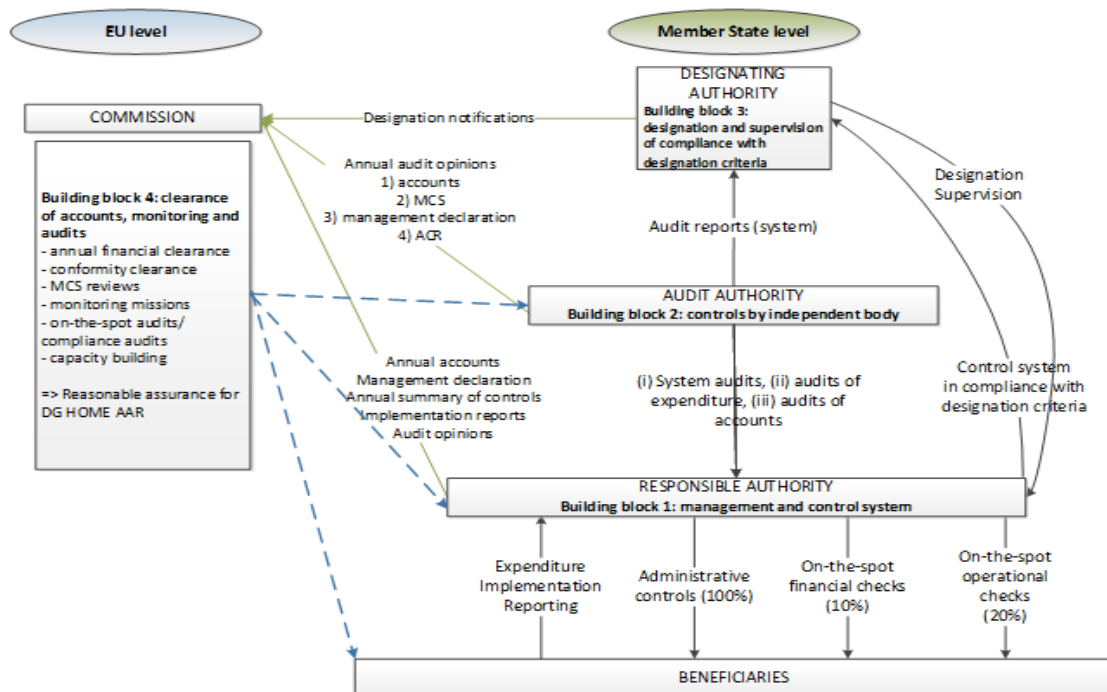 EU level
Member State level
DESIGNATING
AUTHORITY
Building block 3:
designation and supervision
of compliance with
designation criteria
COMMISSION
Designation notifications
Building block 4: clearance
of accounts, monitoring and
audits
- annual financial clearance
- conformity clearance
- MCS reviews
- monitoring missions
- on-the-spot audits/
compliance audits
- capacity building
=> Reasonable assurance for
DG HOME AAR
Annual audit opinions
1) accounts
2) MCS
3) management declaration
4) ACR
Designation
Supervision
Audit reports (system)
AUDIT AUTHORITY
Building block 2: controls by independent body
Annual accounts
Management declaration
Annual summary of controls
Implementation reports
Audit opinions
(i) System audits, (ii) audits of
expenditure, (iii) audits of
accounts
Control system
in compliance with
designation criteria
RESPONSIBLE AUTHORITY
Building block 1: management and control system
Expenditure
Implementation
Reporting
Administrative
controls (100%)
On-the-spot
financial checks
(10%)
On-the-spot
operational
checks
(20%)
BENEFICIARIES